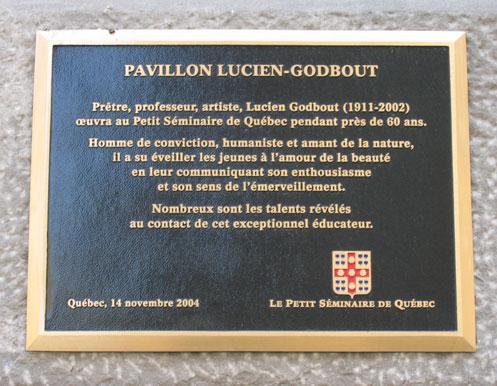 PAVILLON LUCIEN-GODBOUT
Prêtre, professeur, artiste, Lucien Godbout (1911-2002)
œuvra au Petit Séminaire de Québec pendant près de 60 ans.
Homme de conviction, humaniste et amant de la nature,
il a su éveiller les jeunes à l'amour de la beauté
en leur communiquant son enthousiasme
et son sens de l'émerveillement.
Nombreux sont les talents révélés
au contact de cet exceptionnel éducateur.
Québec, 14 novembre 2004
LE PETIT SÉMINAIRE DE QUÉBEC